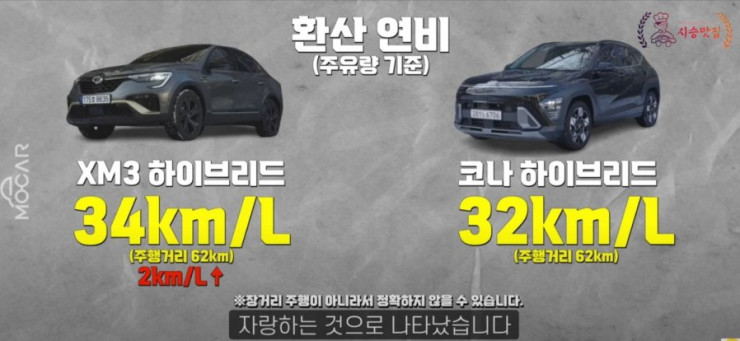 환산 연비
(주유량 기준)
시승맛집
XM3 하이브리드
34km/L
(주행거리 62km)
2km/L↑
코나 하이브리드
32km/L
(주행거리 62km)
MOCAR
※장거리 주행이 아니라서 정확하지 않을 수 있습니다.
자랑하는 것으로 나타났습니다